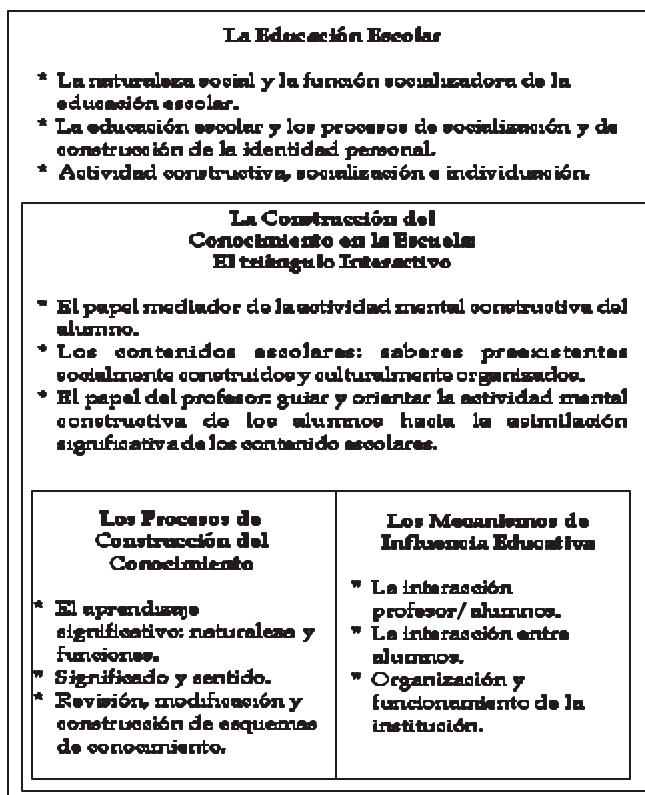 La Educación Escolar
* La naturaleza social y la función socializadora de la
educación escolar.
* La educación escolar y los procesos de socialización y de
construcción de la identidad personal.
* Actividad constructiva, socialización e individuación.
La Construcción del
Conocimiento en la Escuela:
El triángulo Interactivo
* El papel mediador de la actividad mental constructiva del
alumno.
* Los contenidos escolares: saberes preexistentes
socialmente construidos y culturalmente organizados.
* El papel del profesor: guiar y orientar la actividad mental
constructiva de los alumnos hacia la asimilación
significativa de los contenido escolares.
Los Procesos de
Construcción del
Conocimiento
* El aprendizaje
significativo: naturaleza y
funciones.
* Significado y sentido.
* Revisión, modificación y
construcción de esquemas
de conocimiento.
Los Mecanismos de
Influencia Educativa
* La interacción
profesor/ alumnos.
* La interacción entre
alumnos.
* Organización y
funcionamiento de la
institución.